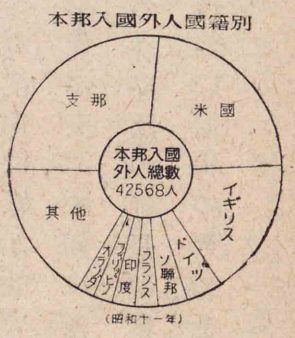 本邦入國外人國籍別
支那
米國
本邦入國
外人總數
42568人
其他
イギリス
オランダ
フィリッピン
印度
フランス
ソ聯邦
ドイツ
(昭和十一年)